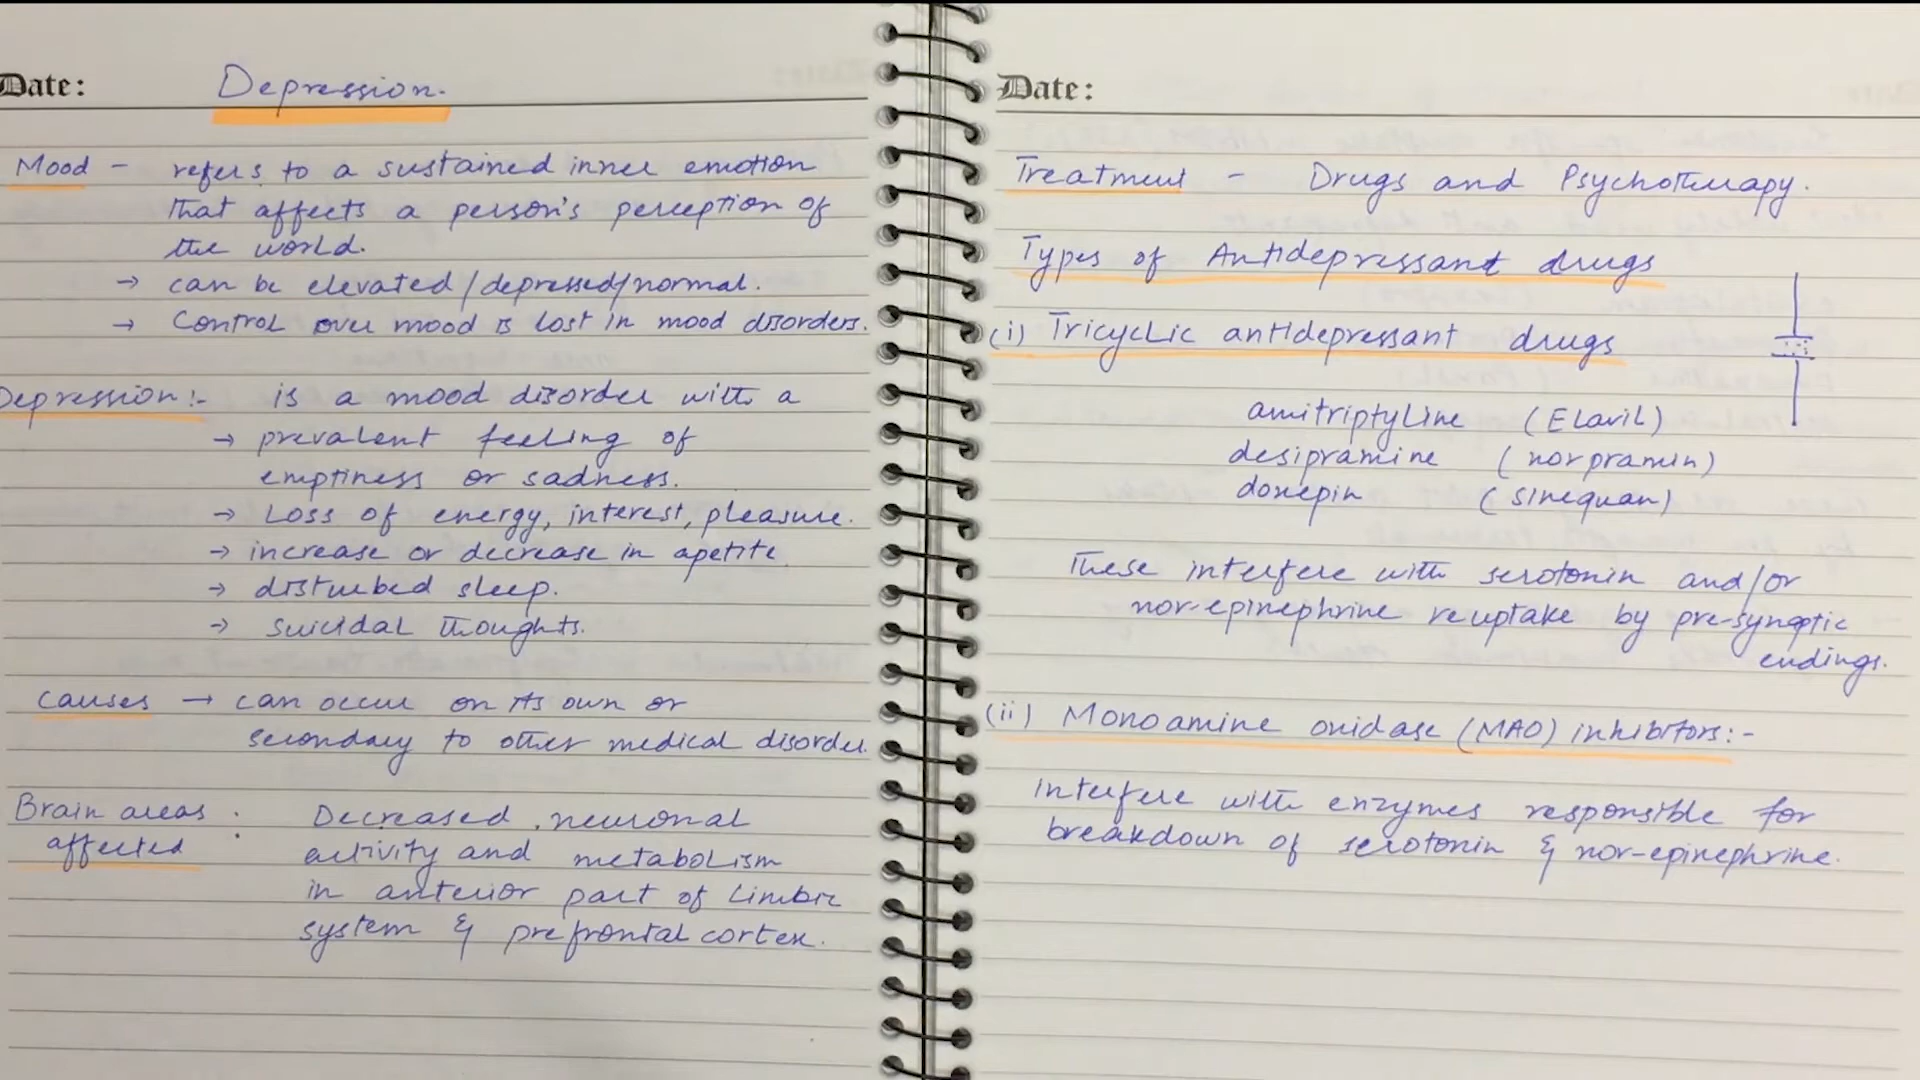 Date:
Depression.
Mood - refers to a sustained inner emotion
that affects a person's perception of
the world.
→ can be elevated/depressed/normal.
→ Control over mood is lost in mood disorders.
Depression:- is a mood disorder with a
→ prevalent feeling of
emptiness or sadness.
→ Loss of energy, interest, pleasure.
→ increase or decrease in apetite.
→ disturbed sleep.
→ suicidal thoughts.
Causes → can occur on its own or
secondary to other medical disorder.
Brain areas : Decreased neuronal
affected activity and metabolism
in anterior part of Limbic
system & prefrontal cortex.
Date:
Treatment - Drugs and Psychotherapy.
Types of Antidepressant drugs
(i) Tricyclic antidepressant drugs
amitriptyline (Elavil)
desipramine (norpramin)
doxepin (sinequan)
These interfere with serotonin and/or
nor-epinephrine reuptake by pre-synaptic
endings.
(ii) Monoamine oxidase (MAO) inhibitors:-
Interfere with enzymes responsible for
breakdown of serotonin & nor-epinephrine.